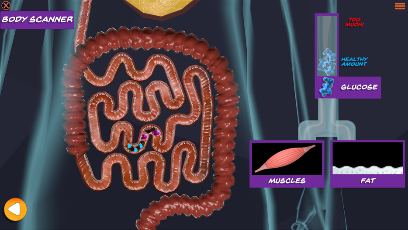 BODY SCANNER
TOO
MUCH!
HEALTHY
AMOUNT
GLUCOSE
MUSCLES
FAT